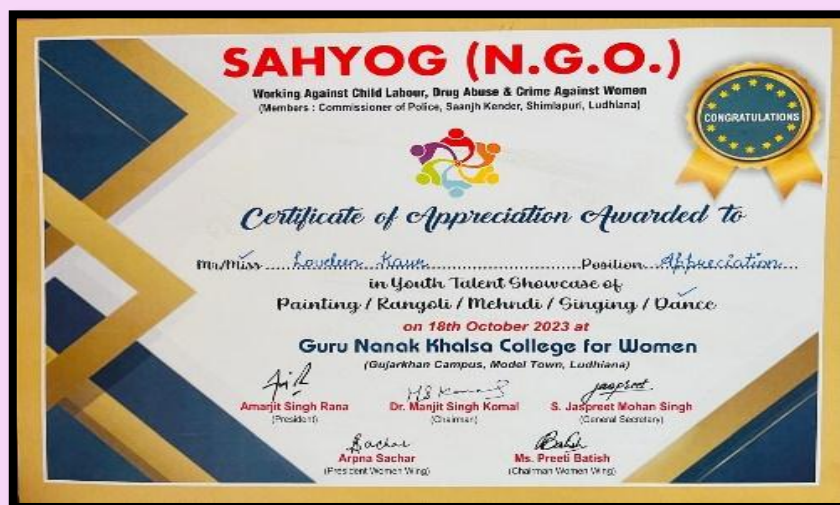 SAHYOG (N.G.O.)
Working Against Child Labour, Drug Abuse & Crime Against Women
(Members : Commissioner of Police, Saanjh Kender, Shimlapuri, Ludhiana)
CONGRATULATIONS
Certificate of Appreciation Awarded to
Mr/Miss Loveleen Kaur Position Appreciation
in Youth Talent Showcase of
Painting / Rangoli / Mehndi / Singing / Dance
on 18th October 2023 at
Guru Nanak Khalsa College for Women
(Gujarkhan Campus, Model Town, Ludhiana)
jaspreet
Amarjit Singh Rana Dr. Manjit Singh Komal S. Jaspreet Mohan Singh
(President) (Chairman) (General Secretary)
Sachar Batish
Arpna Sachar Ms. Preeti Batish
(President Women Wing) (Chairman Women Wing)